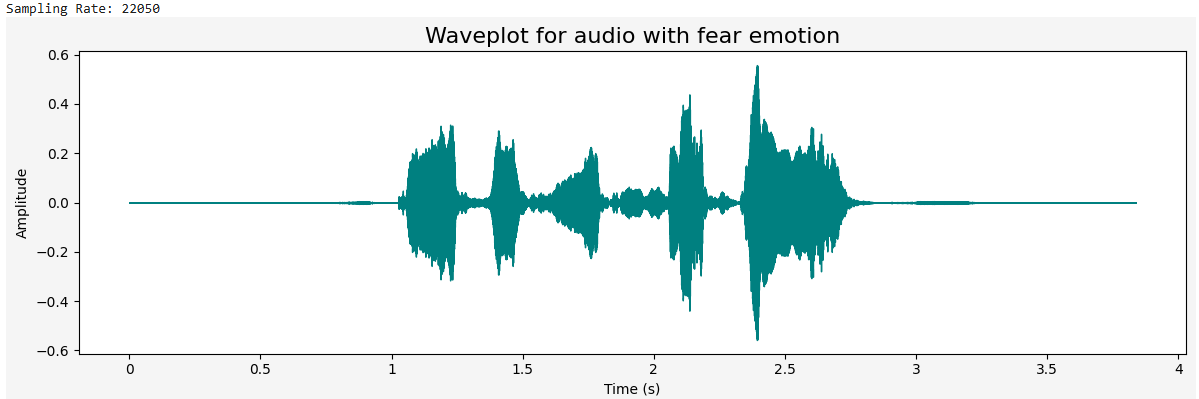 Sampling Rate: 22050
Waveplot for audio with fear emotion
0.6
0.4
0.2
0.0
−0.2
−0.4
−0.6
Amplitude
0 0.5 1 1.5 2 2.5 3 3.5 4
Time (s)